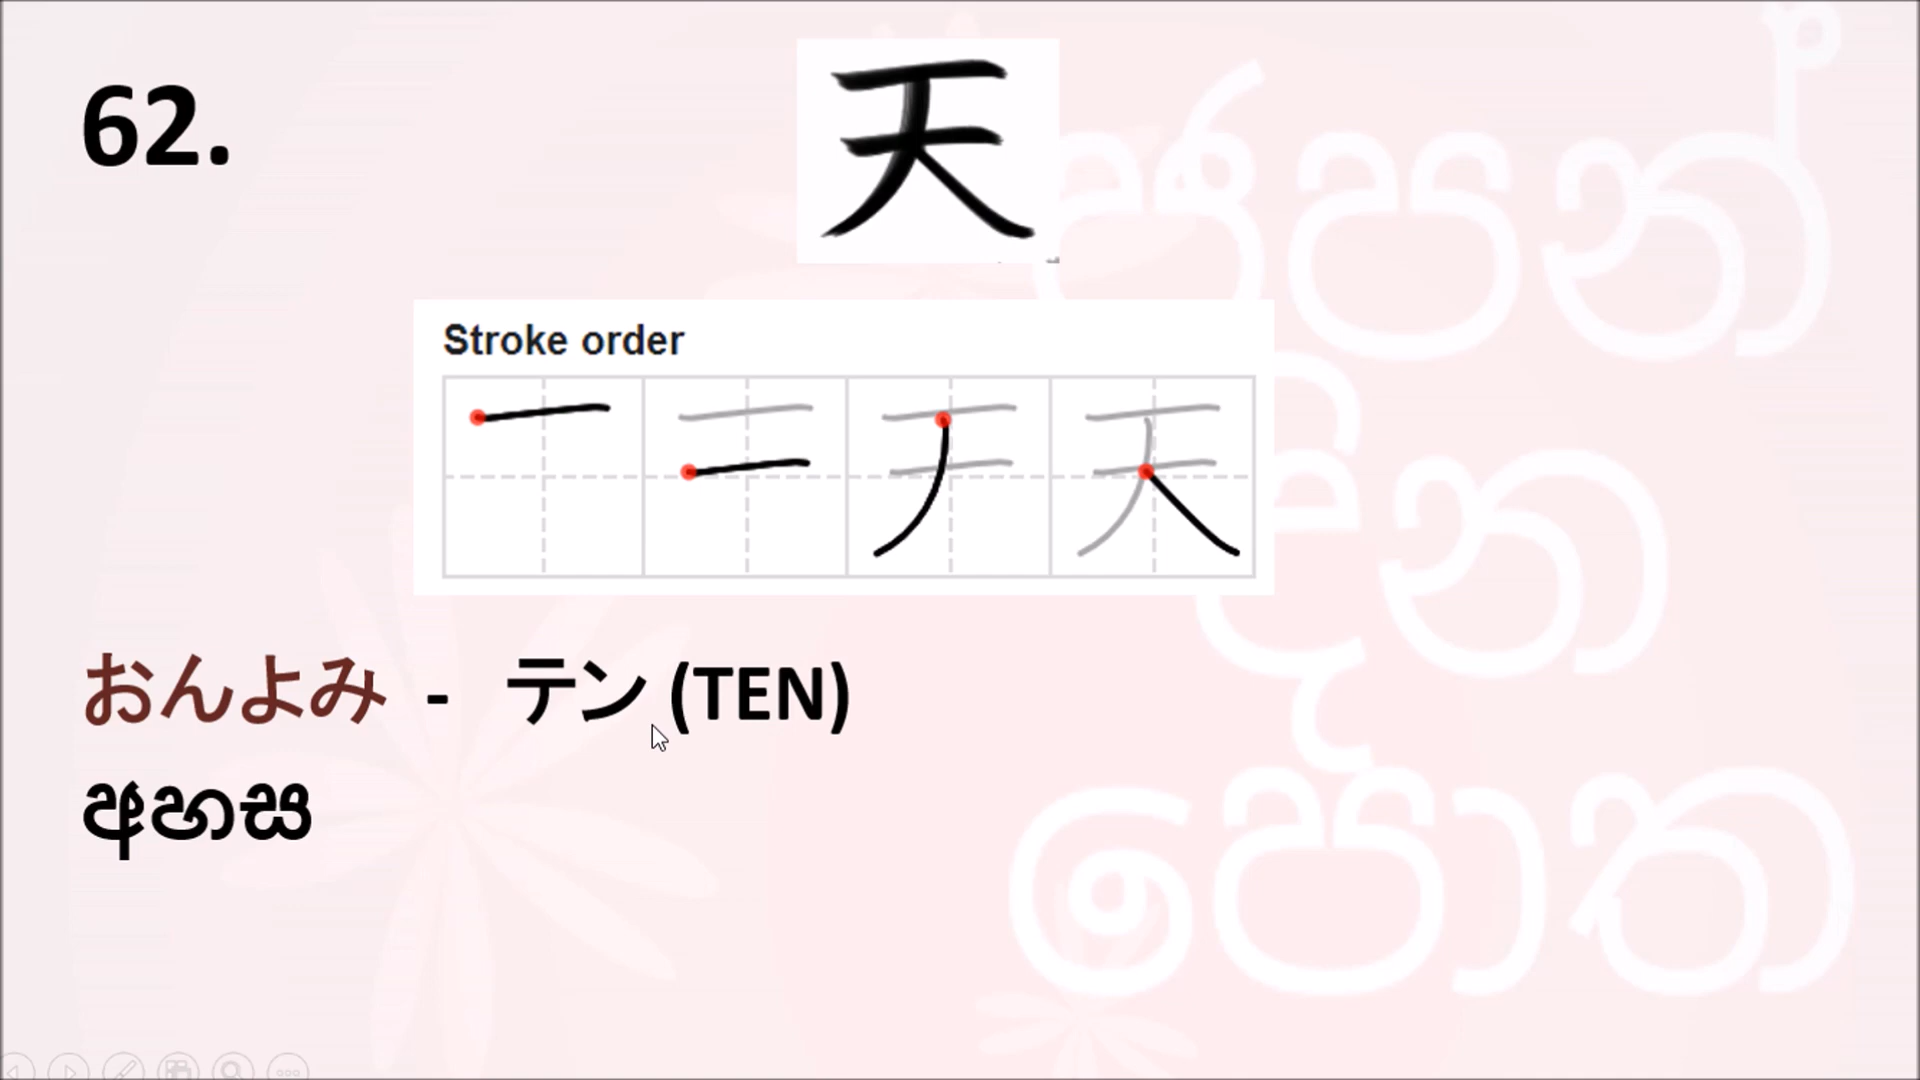 62.
天
Stroke order
おんよみ - テン (TEN)
අහස